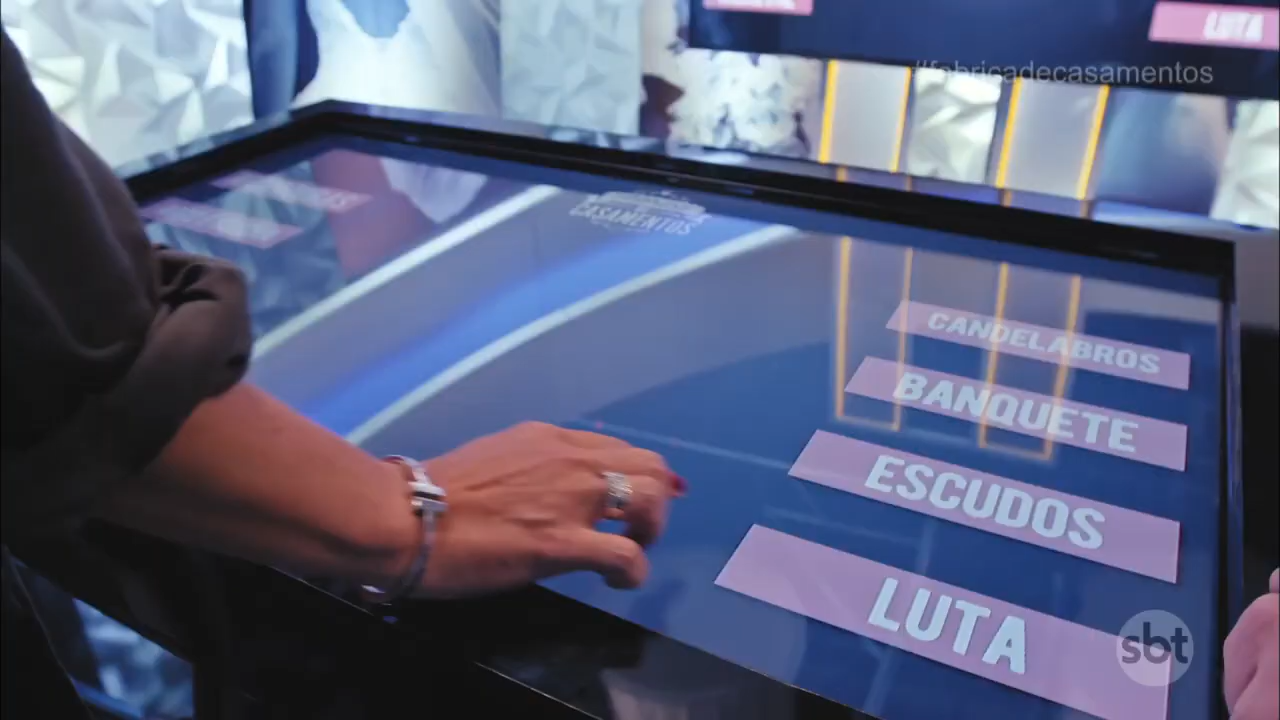 LUTA
#fabricadecasamentos
CASAMENTOS
CANDELABROS
BANQUETE
ESCUDOS
LUTA
sbt